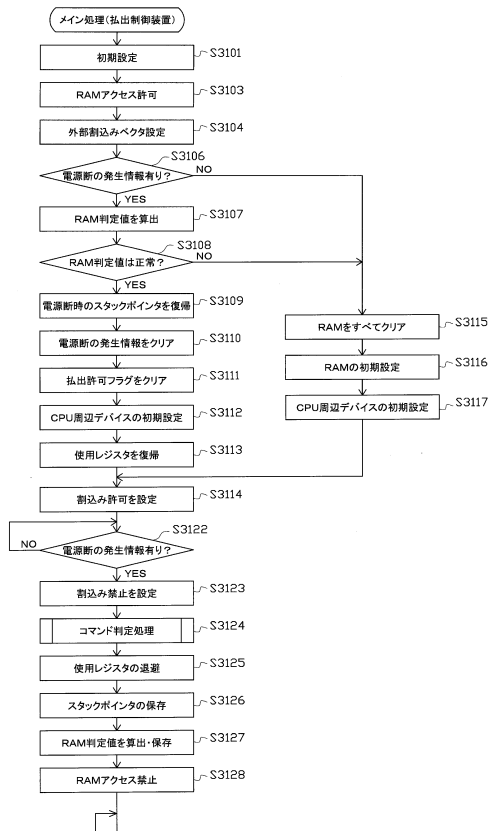 メイン処理(払出制御装置)
初期設定
S3101
RAMアクセス許可
S3103
外部割込みベクタ設定
S3104
S3106
電源断の発生情報有り?
NO
YES
RAM判定値を算出
S3107
S3108
RAM判定値は正常?
NO
YES
電源断時のスタックポインタを復帰
S3109
電源断の発生情報をクリア
S3110
払出許可フラグをクリア
S3111
CPU周辺デバイスの初期設定
S3112
使用レジスタを復帰
S3113
RAMをすべてクリア
S3115
RAMの初期設定
S3116
CPU周辺デバイスの初期設定
S3117
割込み許可を設定
S3114
S3122
電源断の発生情報有り?
NO
YES
割込み禁止を設定
S3123
コマンド判定処理
S3124
使用レジスタの退避
S3125
スタックポインタの保存
S3126
RAM判定値を算出・保存
S3127
RAMアクセス禁止
S3128